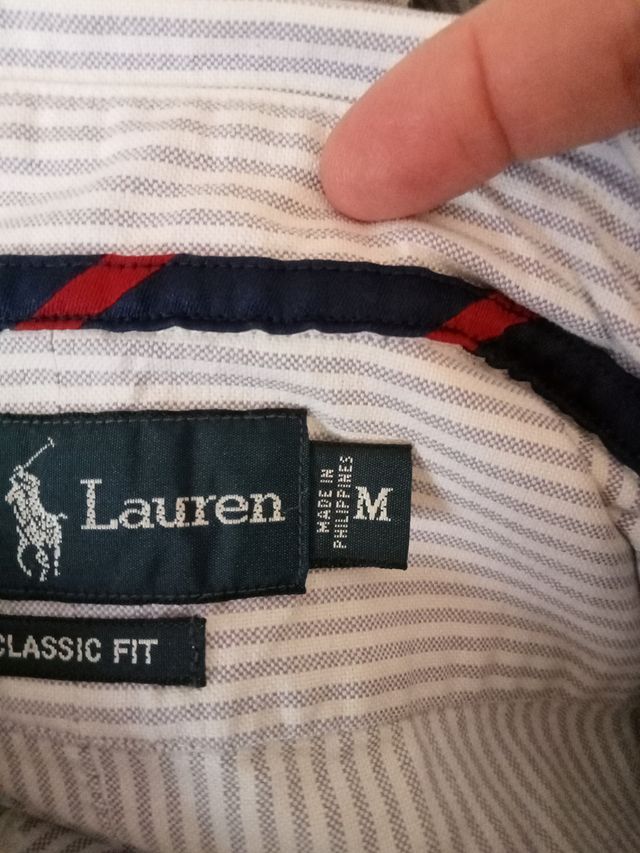 Lauren
MADE IN
PHILIPPINES
M
CLASSIC FIT